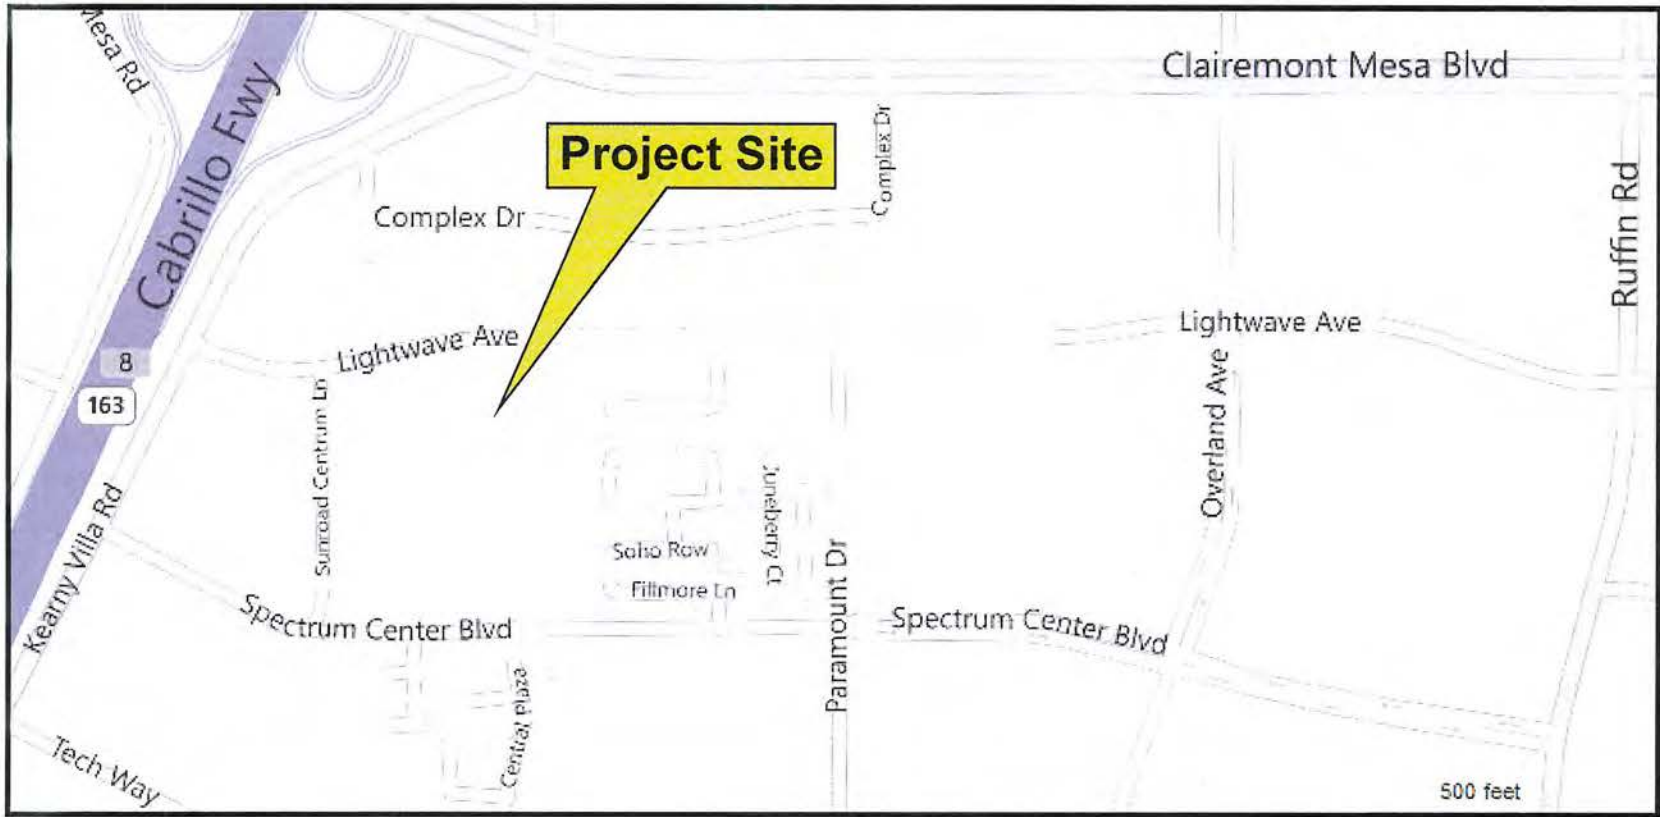 Mesa Rd
Clairemont Mesa Blvd
Cabrillo Fwy
Project Site
Complex Dr
Complex Dr
Ruffin Rd
Lightwave Ave
Lightwave Ave
8
163
Sunroad Centrum Ln
Overland Ave
Juneberry Ct
Kearny Villa Rd
Soho Row
Fillmore Ln
Paramount Dr
Spectrum Center Blvd
Spectrum Center Blvd
Central Plaza
Tech Way
500 feet